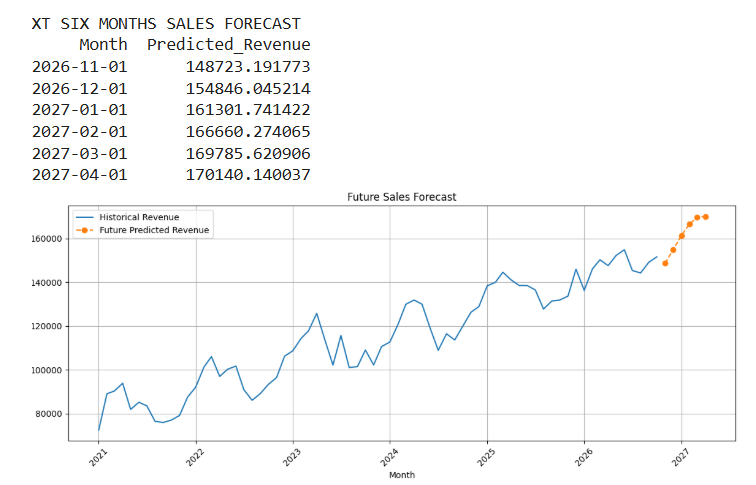 XT SIX MONTHS SALES FORECAST
Month Predicted_Revenue
2026-11-01 148723.191773
2026-12-01 154846.045214
2027-01-01 161301.741422
2027-02-01 166660.274065
2027-03-01 169785.620906
2027-04-01 170140.140037
Future Sales Forecast
Historical Revenue
Future Predicted Revenue
160000
140000
120000
100000
80000
2021 2022 2023 2024 2025 2026 2027
Month